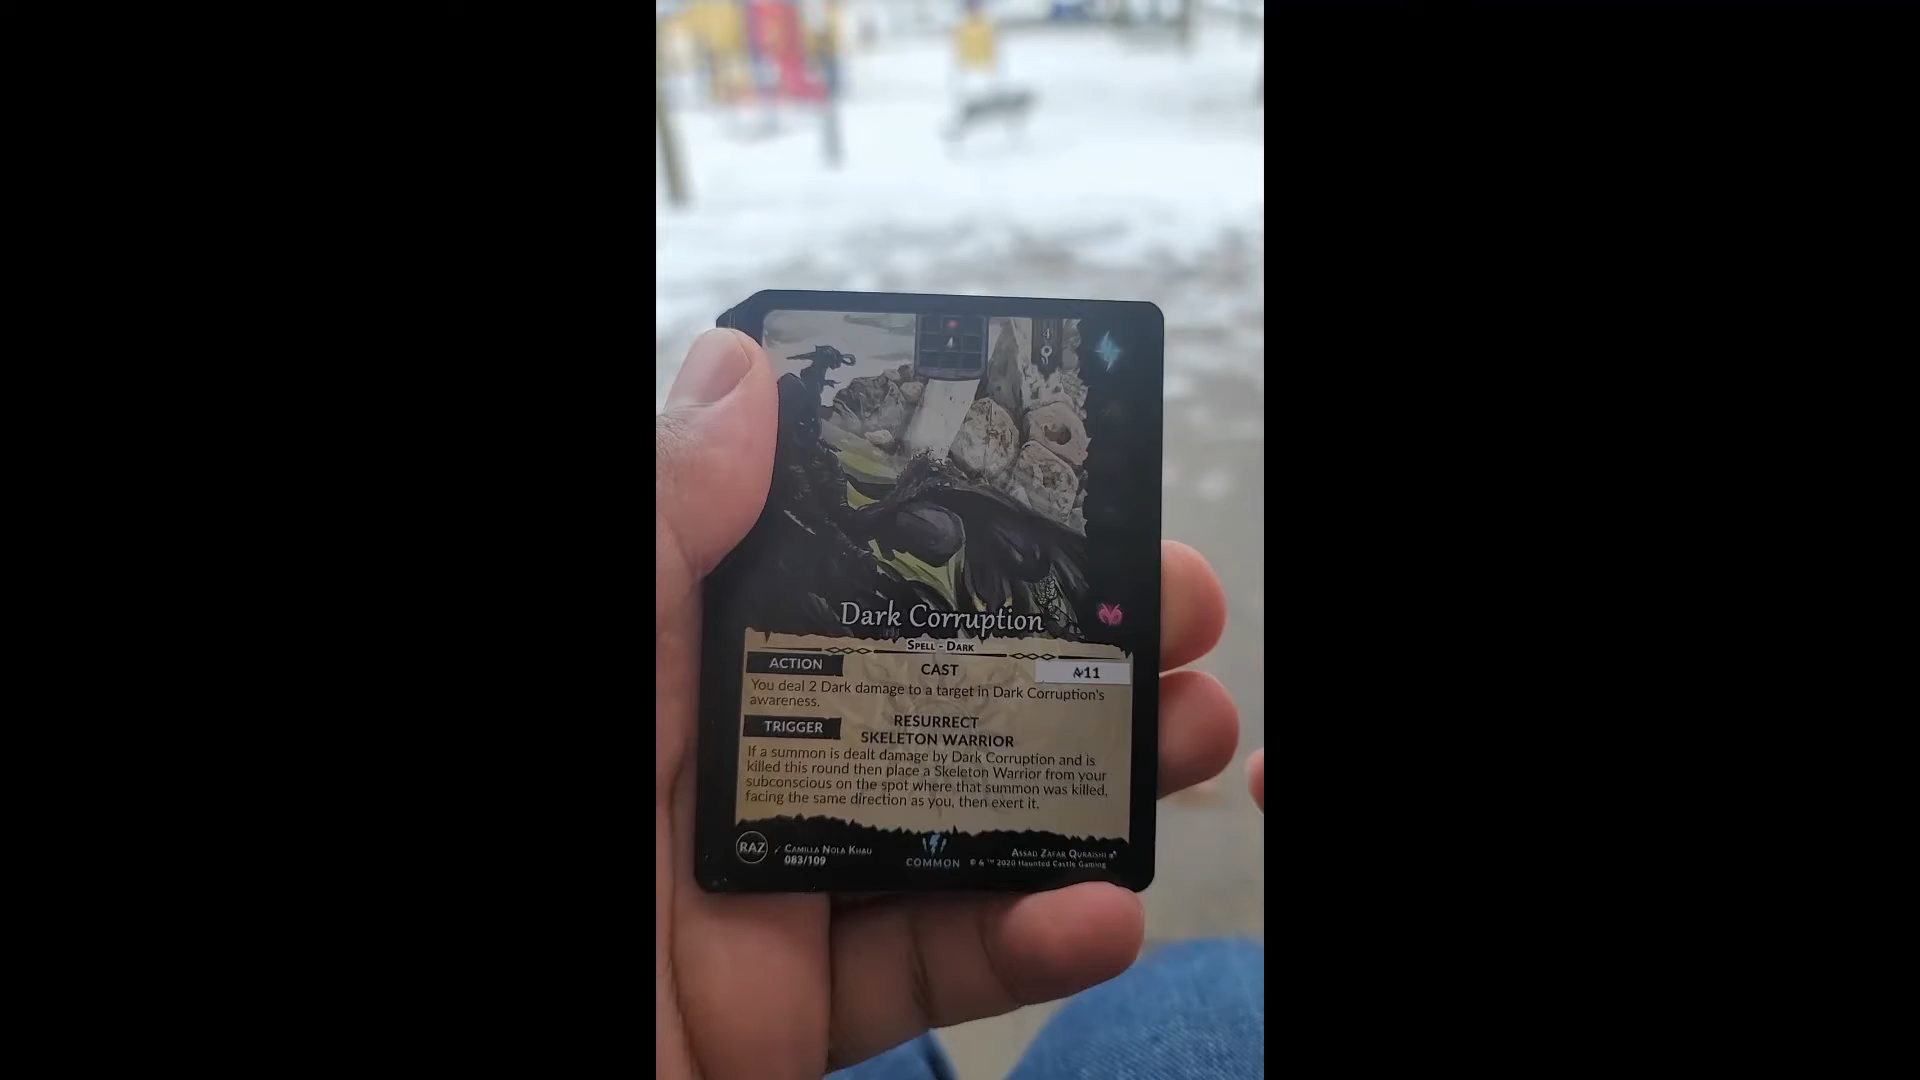 4
Dark Corruption
Spell - Dark
ACTION
CAST
11
You deal 2 Dark damage to a target in Dark Corruption's
awareness.
TRIGGER
RESURRECT
SKELETON WARRIOR
If a summon is dealt damage by Dark Corruption and is
killed this round then place a Skeleton Warrior from your
subconscious on the spot where that summon was killed,
facing the same direction as you, then exert it.
RAZ
Camilla Nola Khau
083/109
COMMON
Assad Zafar Quraishi
© & ™ 2020 Haunted Castle Gaming